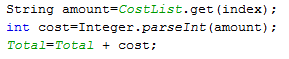 String amount=CostList.get(index);
int cost=Integer.parseInt(amount);
Total=Total + cost;